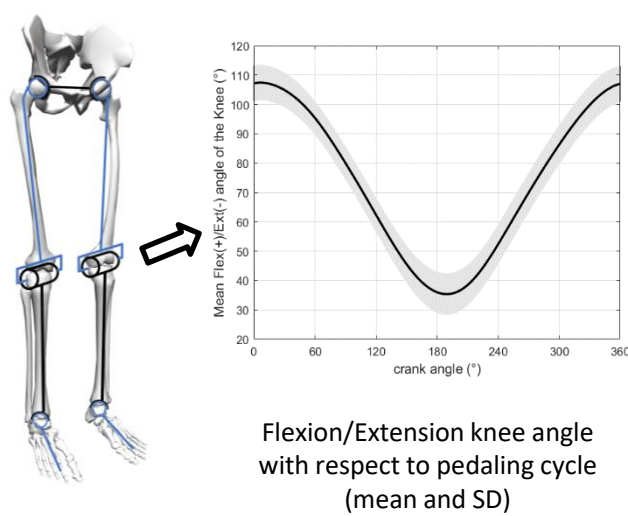 120
110
100
90
80
70
60
50
40
30
20
Mean Flex(+)/Ext(-) angle of the Knee (°)
0 60 120 180 240 300 360
crank angle (°)
Flexion/Extension knee angle
with respect to pedaling cycle
(mean and SD)